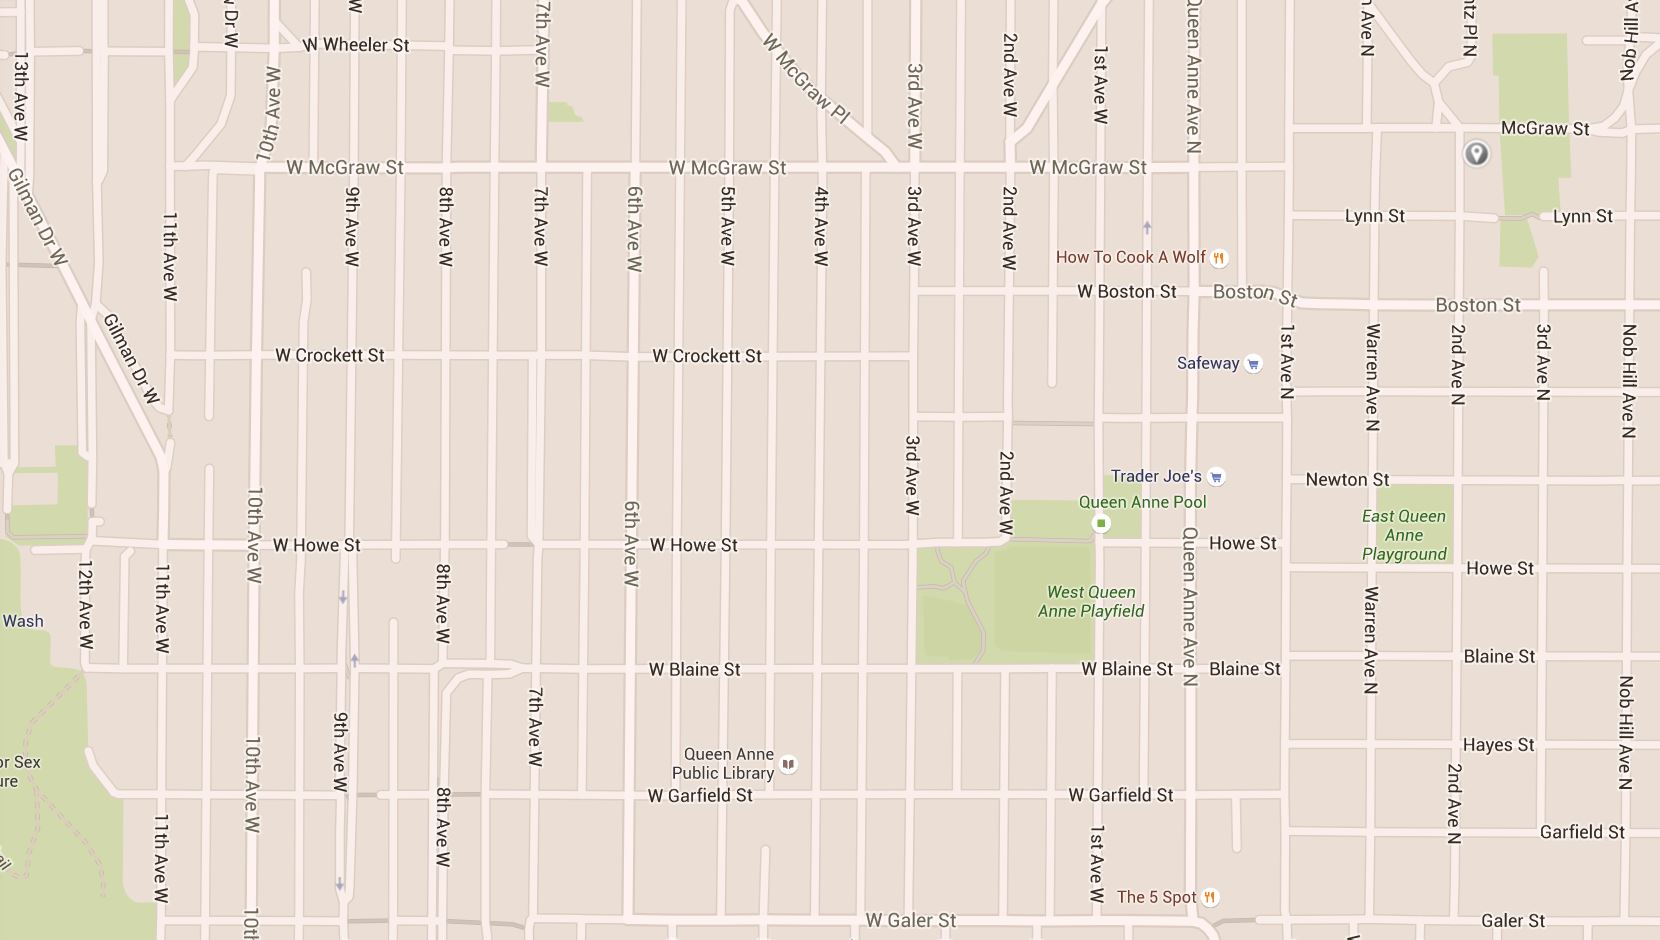 W Wheeler St
7th Ave W
13th Ave W
10th Ave W
W McGraw Pl
3rd Ave W
2nd Ave W
1st Ave W
Queen Anne Ave N
McGraw St
W McGraw St
W McGraw St
W McGraw St
Gilman Dr W
11th Ave W
9th Ave W
8th Ave W
7th Ave W
6th Ave W
5th Ave W
4th Ave W
3rd Ave W
2nd Ave W
Lynn St
Lynn St
How To Cook A Wolf
W Boston St
Boston St
Boston St
Gilman Dr W
W Crockett St
W Crockett St
Safeway
1st Ave N
Warren Ave N
2nd Ave N
3rd Ave N
Nob Hill Ave N
3rd Ave W
2nd Ave W
Trader Joe's
Queen Anne Pool
Newton St
10th Ave W
6th Ave W
East Queen
Anne
Playground
W Howe St
W Howe St
Howe St
Howe St
Queen Anne Ave N
12th Ave W
11th Ave W
8th Ave W
West Queen
Anne Playfield
Warren Ave N
Wash
W Blaine St
W Blaine St
Blaine St
Blaine St
9th Ave W
7th Ave W
Nob Hill Ave N
10th Ave W
Queen Anne
Public Library
Hayes St
or Sex
ure
W Garfield St
W Garfield St
8th Ave W
2nd Ave N
Garfield St
11th Ave W
1st Ave W
The 5 Spot
10th
W Galer St
Galer St